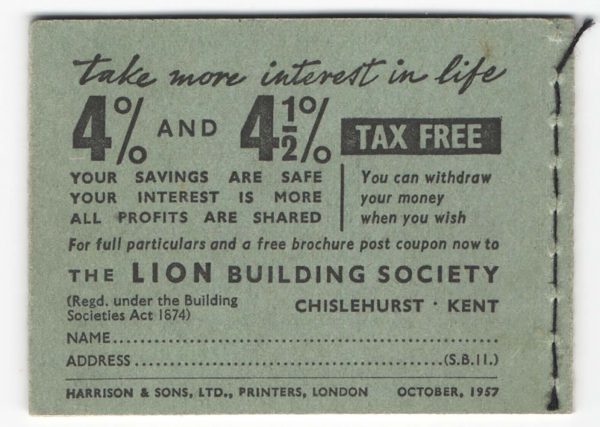 take more interest in life
4% AND 4½% TAX FREE
YOUR SAVINGS ARE SAFE
YOUR INTEREST IS MORE
ALL PROFITS ARE SHARED
You can withdraw
your money
when you wish
For full particulars and a free brochure post coupon now to
THE LION BUILDING SOCIETY
(Regd. under the Building
Societies Act 1874)
CHISLEHURST · KENT
NAME................................................................
ADDRESS.................................................(S.B.11.)
HARRISON & SONS, LTD., PRINTERS, LONDON OCTOBER, 1957